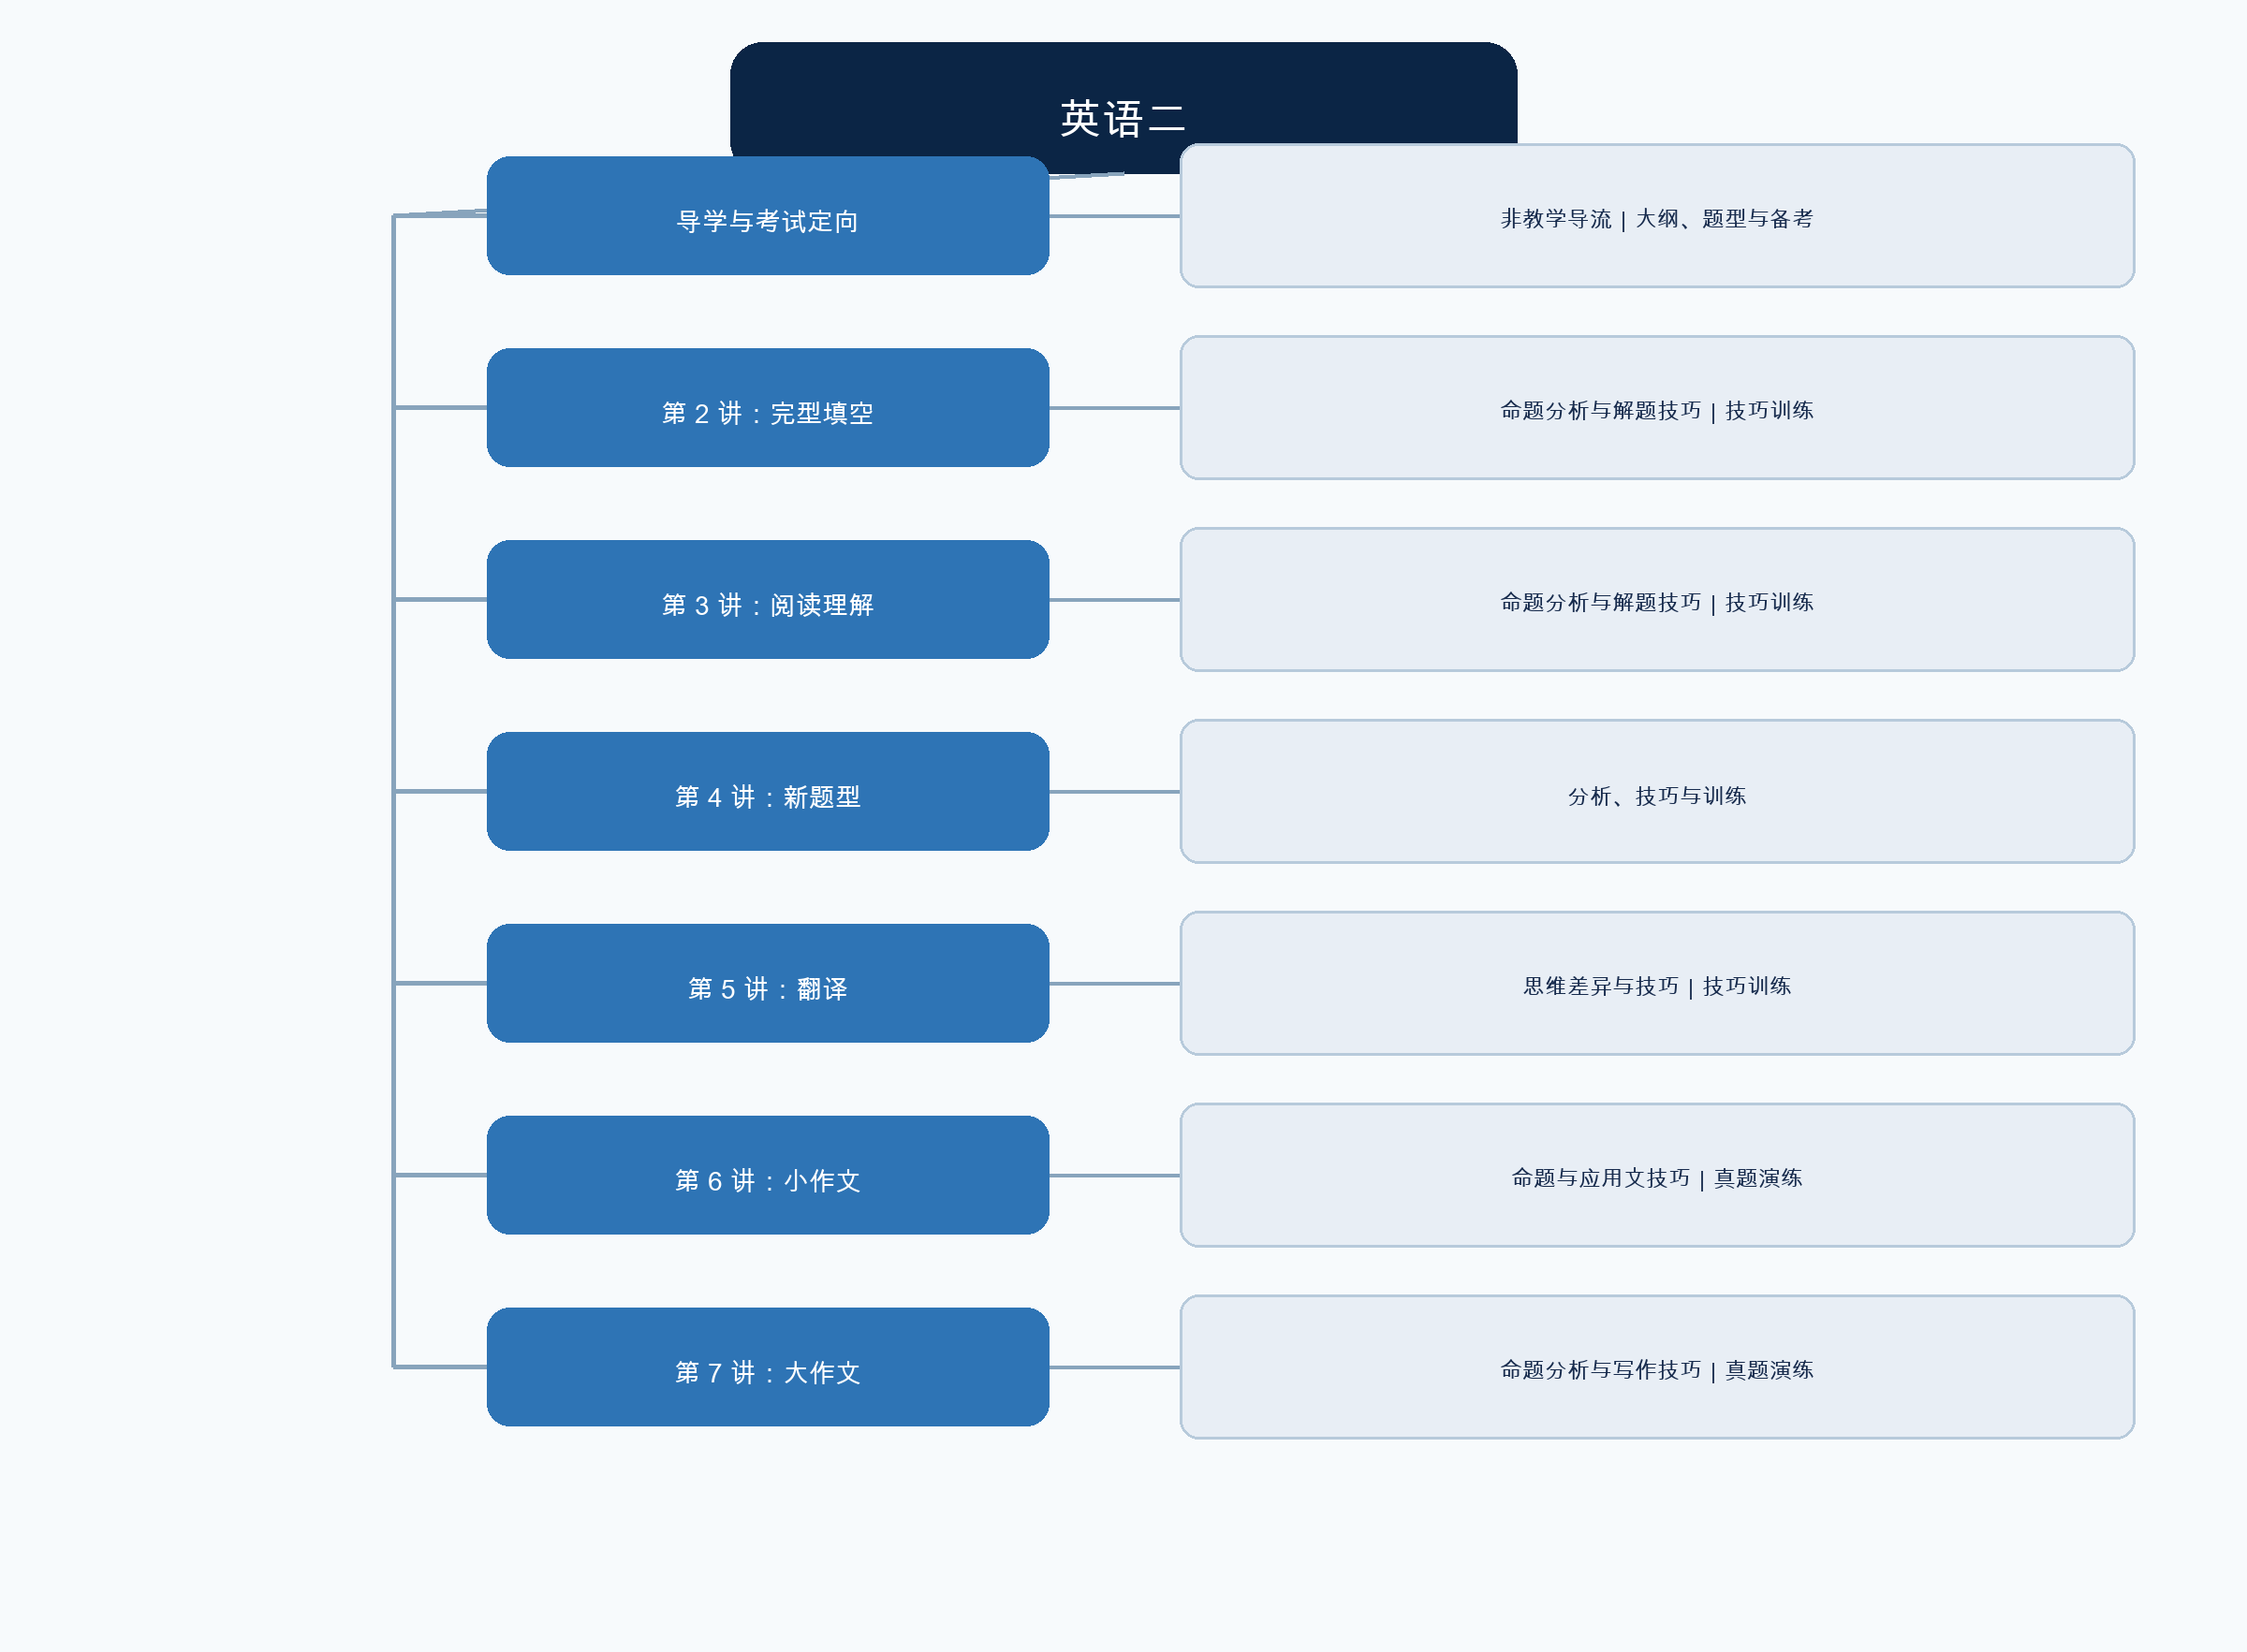 英语二
导学与考试定向
非教学导流 | 大纲、题型与备考
第 2 讲：完型填空
命题分析与解题技巧 | 技巧训练
第 3 讲：阅读理解
命题分析与解题技巧 | 技巧训练
第 4 讲：新题型
分析、技巧与训练
第 5 讲：翻译
思维差异与技巧 | 技巧训练
第 6 讲：小作文
命题与应用文技巧 | 真题演练
第 7 讲：大作文
命题分析与写作技巧 | 真题演练